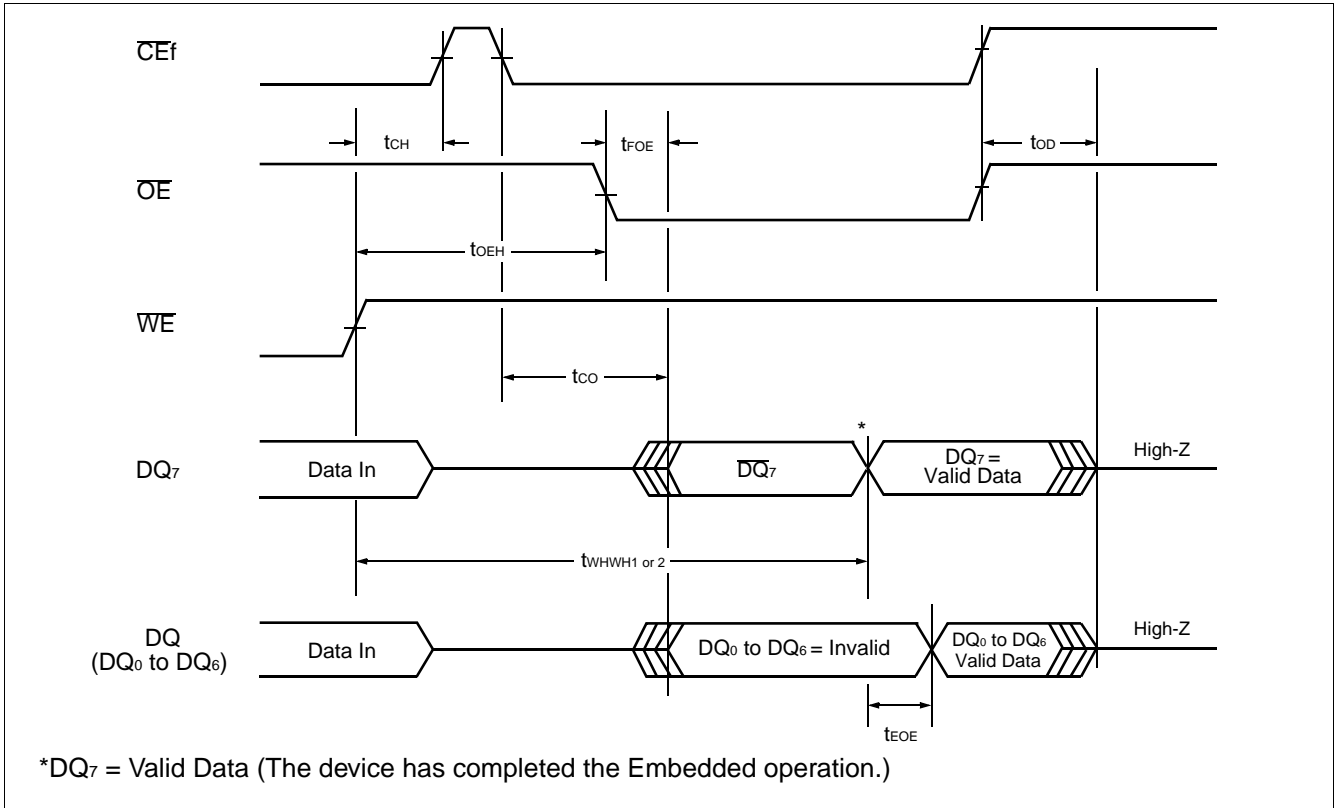 CEf
tCH
tFOE
tOD
OE
tOEH
WE
tCO
*
DQ7
Data In
DQ7
DQ7 =
Valid Data
High-Z
tWHWH1 or 2
DQ
(DQ0 to DQ6)
Data In
DQ0 to DQ6 = Invalid
DQ0 to DQ6
Valid Data
High-Z
tEOE
*DQ7 = Valid Data (The device has completed the Embedded operation.)